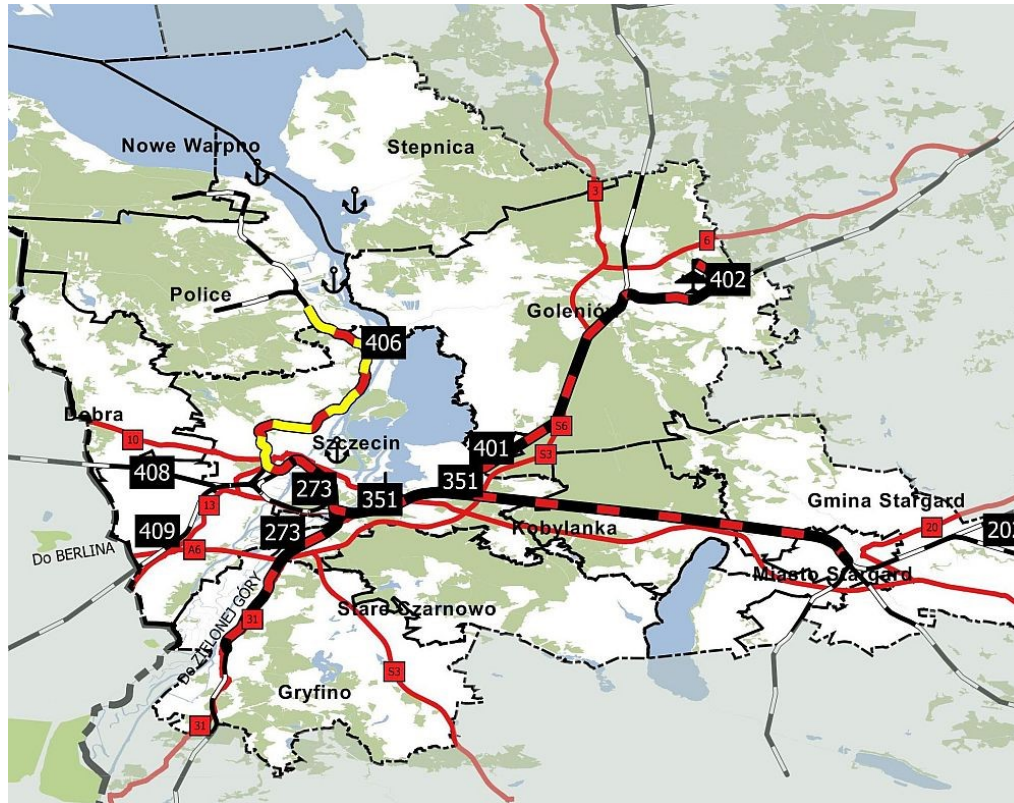 Nowe Warpno
Stepnica
3
6
402
Police
Goleniów
406
Dobra
10
Szczecin
S6
401
S3
408
351
273
351
Gmina Stargard
13
20
409
273
Kobylanka
202
Do BERLINA
A6
Miasto Stargard
Do ZIELONEJ GÓRY
31
Stare Czarnowo
S3
Gryfino
31